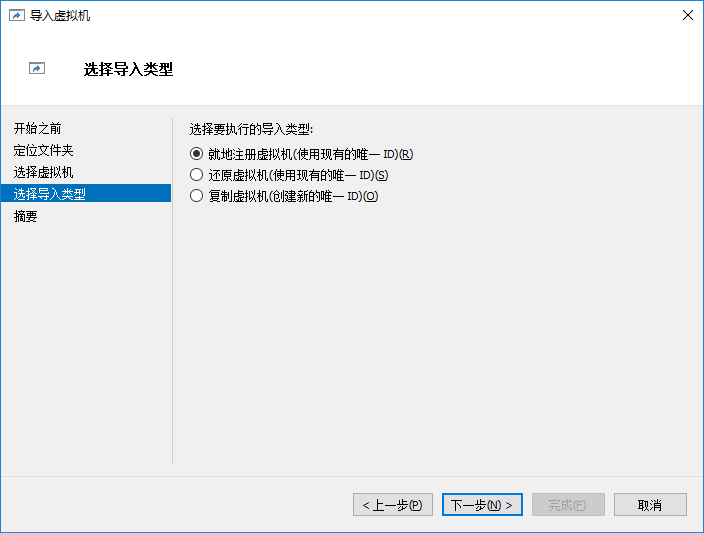 导入虚拟机
选择导入类型
开始之前
定位文件夹
选择虚拟机
选择导入类型
摘要
选择要执行的导入类型:
就地注册虚拟机(使用现有的唯一 ID)(R)
还原虚拟机(使用现有的唯一 ID)(S)
复制虚拟机(创建新的唯一 ID)(O)
< 上一步(P)
下一步(N) >
完成(F)
取消